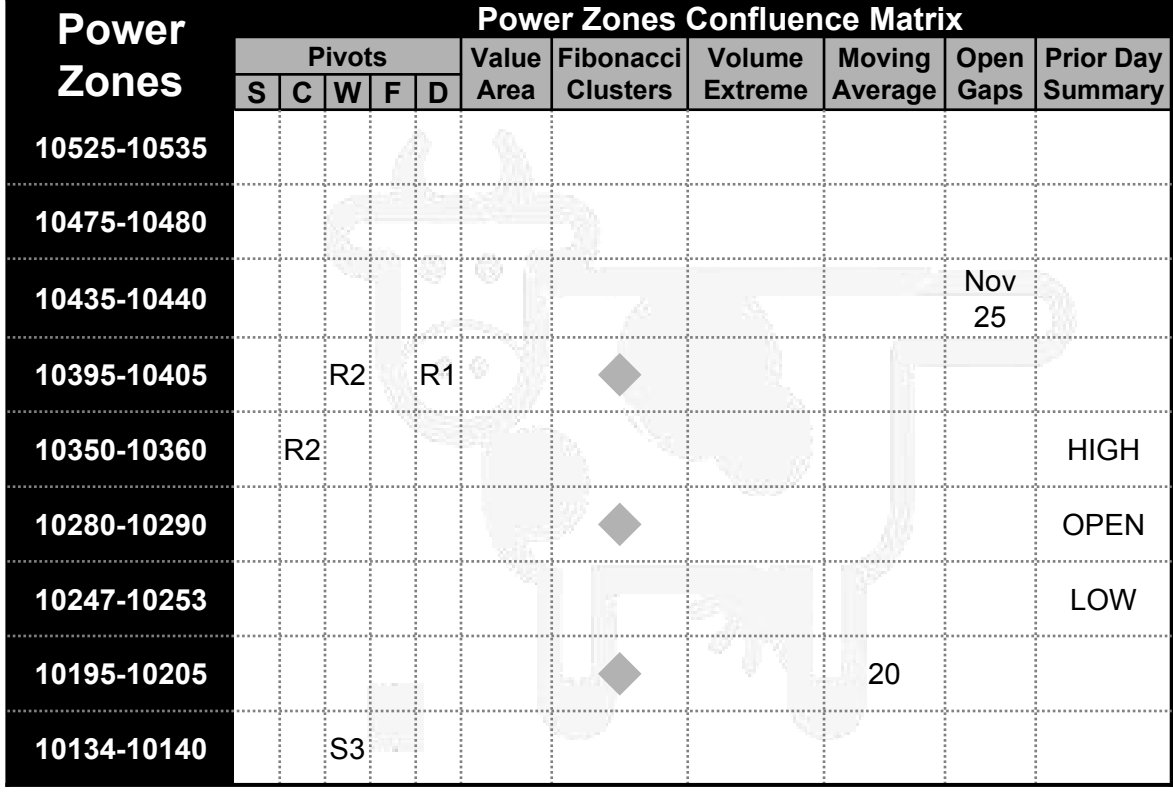 Power Zones
Power Zones Confluence Matrix
Pivots
Value Area
Fibonacci Clusters
Volume Extreme
Moving Average
Open Gaps
Prior Day Summary
S C W F D
10525-10535
10475-10480
10435-10440 Nov 25
10395-10405 R2 R1
10350-10360 R2 HIGH
10280-10290 OPEN
10247-10253 LOW
10195-10205 20
10134-10140 S3